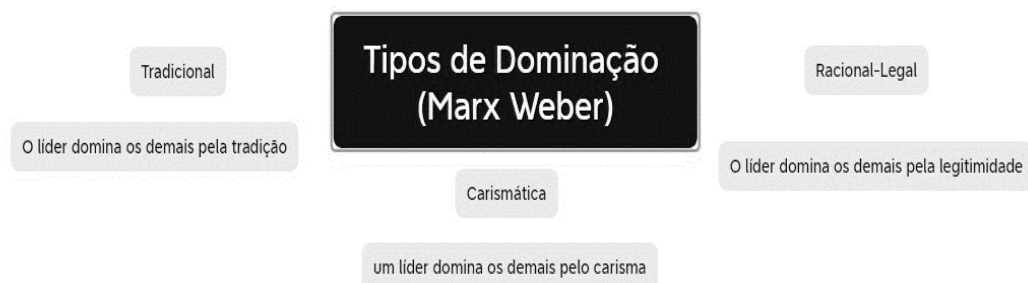 Tipos de Dominação
(Marx Weber)
Tradicional
O líder domina os demais pela tradição
Carismática
um líder domina os demais pelo carisma
Racional-Legal
O líder domina os demais pela legitimidade